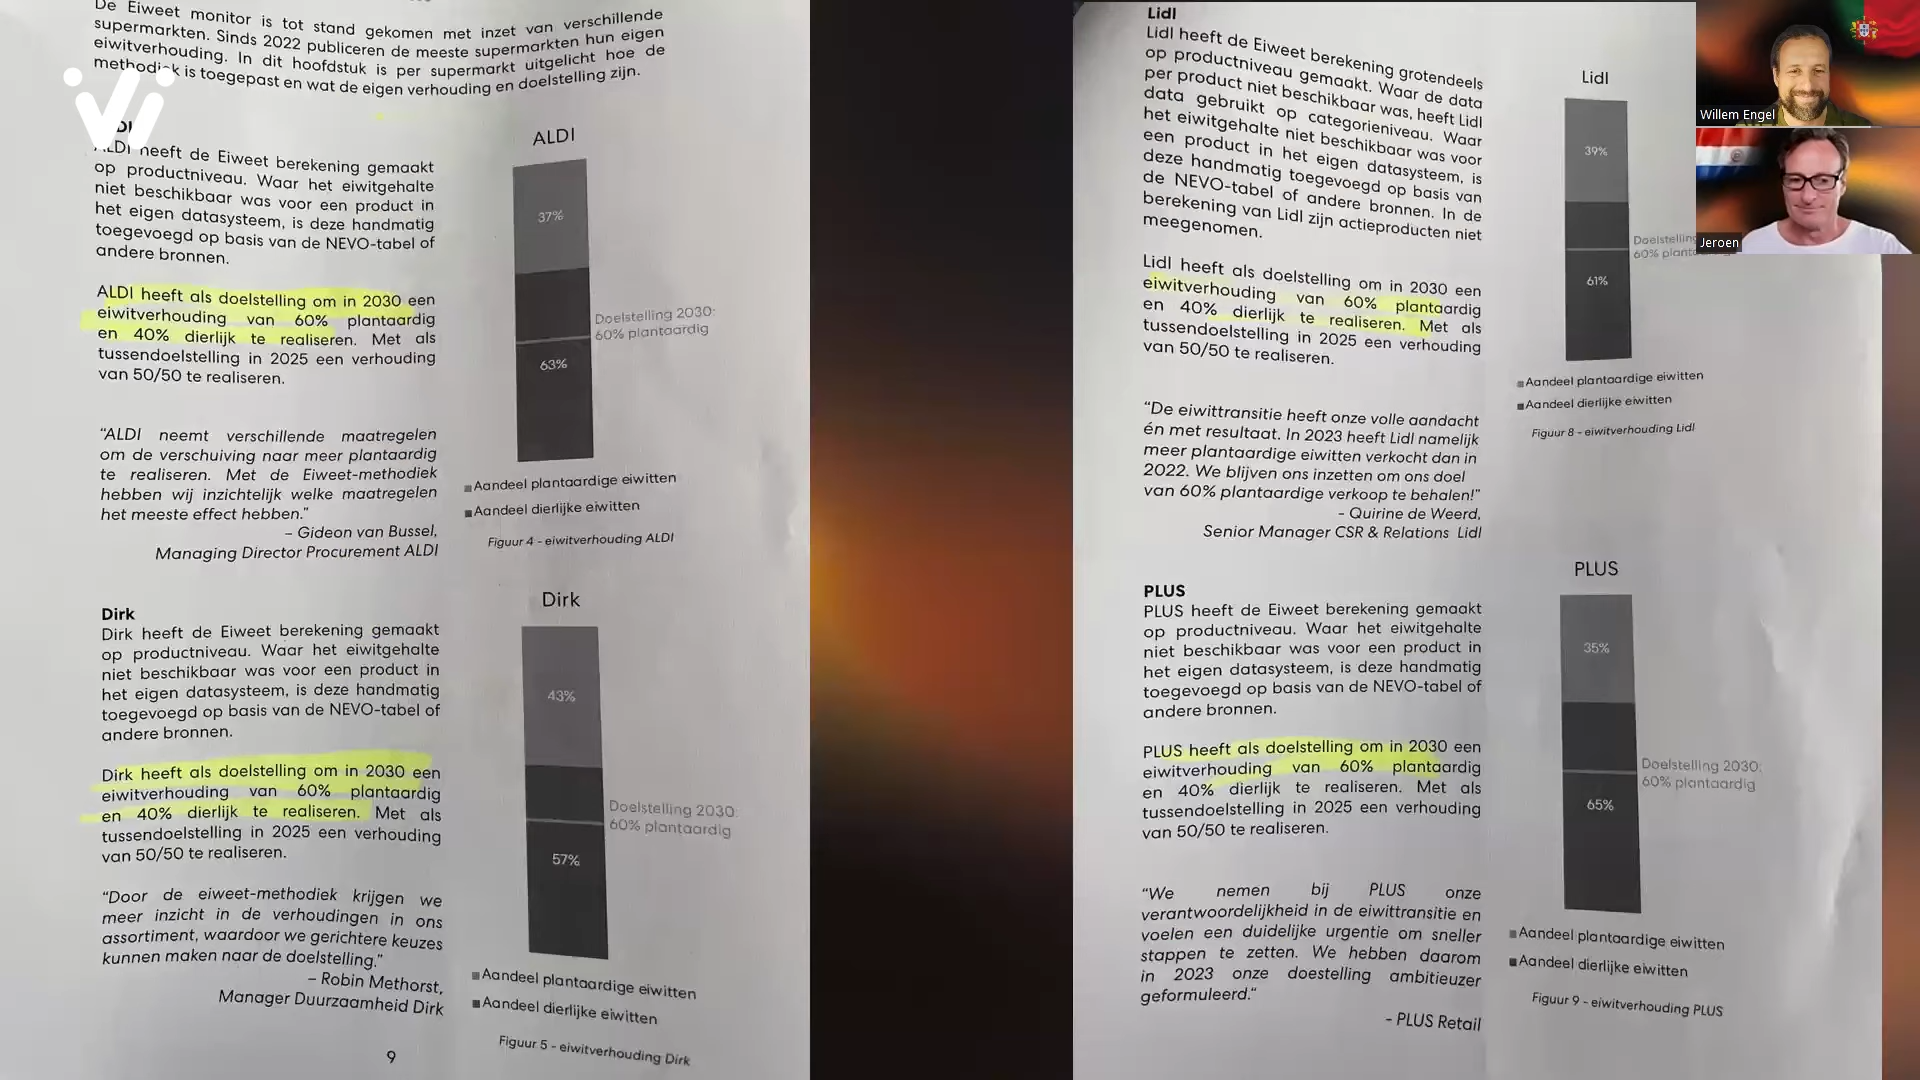 De Eiweet monitor is tot stand gekomen met inzet van verschillende
supermarkten. Sinds 2022 publiceren de meeste supermarkten hun eigen
eiwitverhouding. In dit hoofdstuk is per supermarkt uitgelicht hoe de
methodiek is toegepast en wat de eigen verhouding en doelstelling zijn.
ALDI heeft de Eiweet berekening gemaakt
op productniveau. Waar het eiwitgehalte
niet beschikbaar was voor een product in
het eigen datasysteem, is deze handmatig
toegevoegd op basis van de NEVO-tabel of
andere bronnen.
ALDI heeft als doelstelling om in 2030 een
eiwitverhouding van 60% plantaardig
en 40% dierlijk te realiseren. Met als
tussendoelstelling in 2025 een verhouding
van 50/50 te realiseren.
“ALDI neemt verschillende maatregelen
om de verschuiving naar meer plantaardig
te realiseren. Met de Eiweet-methodiek
hebben wij inzichtelijk welke maatregelen
het meeste effect hebben.”
– Gideon van Bussel,
Managing Director Procurement ALDI
ALDI
37%
Doelstelling 2030:
60% plantaardig
63%
Aandeel plantaardige eiwitten
Aandeel dierlijke eiwitten
Figuur 4 - eiwitverhouding ALDI
Dirk
Dirk heeft de Eiweet berekening gemaakt
op productniveau. Waar het eiwitgehalte
niet beschikbaar was voor een product in
het eigen datasysteem, is deze handmatig
toegevoegd op basis van de NEVO-tabel of
andere bronnen.
Dirk heeft als doelstelling om in 2030 een
eiwitverhouding van 60% plantaardig
en 40% dierlijk te realiseren. Met als
tussendoelstelling in 2025 een verhouding
van 50/50 te realiseren.
“Door de eiweet-methodiek krijgen we
meer inzicht in de verhoudingen in ons
assortiment, waardoor we gerichtere keuzes
kunnen maken naar de doelstelling.”
– Robin Methorst,
Manager Duurzaamheid Dirk
Dirk
43%
Doelstelling 2030:
60% plantaardig
57%
Aandeel plantaardige eiwitten
Aandeel dierlijke eiwitten
Figuur 5 - eiwitverhouding Dirk
9
Lidl
Lidl heeft de Eiweet berekening grotendeels
op productniveau gemaakt. Waar de data
per product niet beschikbaar was, heeft Lidl
data gebruikt op categorieniveau. Waar
het eiwitgehalte niet beschikbaar was voor
een product in het eigen datasysteem, is
deze handmatig toegevoegd op basis van
de NEVO-tabel of andere bronnen. In de
berekening van Lidl zijn actieproducten niet
meegenomen.
Lidl heeft als doelstelling om in 2030 een
eiwitverhouding van 60% plantaardig
en 40% dierlijk te realiseren. Met als
tussendoelstelling in 2025 een verhouding
van 50/50 te realiseren.
“De eiwittransitie heeft onze volle aandacht
én met resultaat. In 2023 heeft Lidl namelijk
meer plantaardige eiwitten verkocht dan in
2022. We blijven ons inzetten om ons doel
van 60% plantaardige verkoop te behalen!”
- Quirine de Weerd,
Senior Manager CSR & Relations Lidl
Lidl
39%
Doelstelling
60%
61%
Aandeel plantaardige eiwitten
Aandeel dierlijke eiwitten
Figuur 8 - eiwitverhouding Lidl
PLUS
PLUS heeft de Eiweet berekening gemaakt
op productniveau. Waar het eiwitgehalte
niet beschikbaar was voor een product in
het eigen datasysteem, is deze handmatig
toegevoegd op basis van de NEVO-tabel of
andere bronnen.
PLUS heeft als doelstelling om in 2030 een
eiwitverhouding van 60% plantaardig
en 40% dierlijk te realiseren. Met als
tussendoelstelling in 2025 een verhouding
van 50/50 te realiseren.
“We nemen bij PLUS onze
verantwoordelijkheid in de eiwittransitie en
voelen een duidelijke urgentie om sneller
stappen te zetten. We hebben daarom
in 2023 onze doestelling ambitieuzer
geformuleerd.“
- PLUS Retail
PLUS
35%
Doelstelling 2030:
60% plantaardig
65%
Aandeel plantaardige eiwitten
Aandeel dierlijke eiwitten
Figuur 9 - eiwitverhouding PLUS
Willem Engel
Jeroen